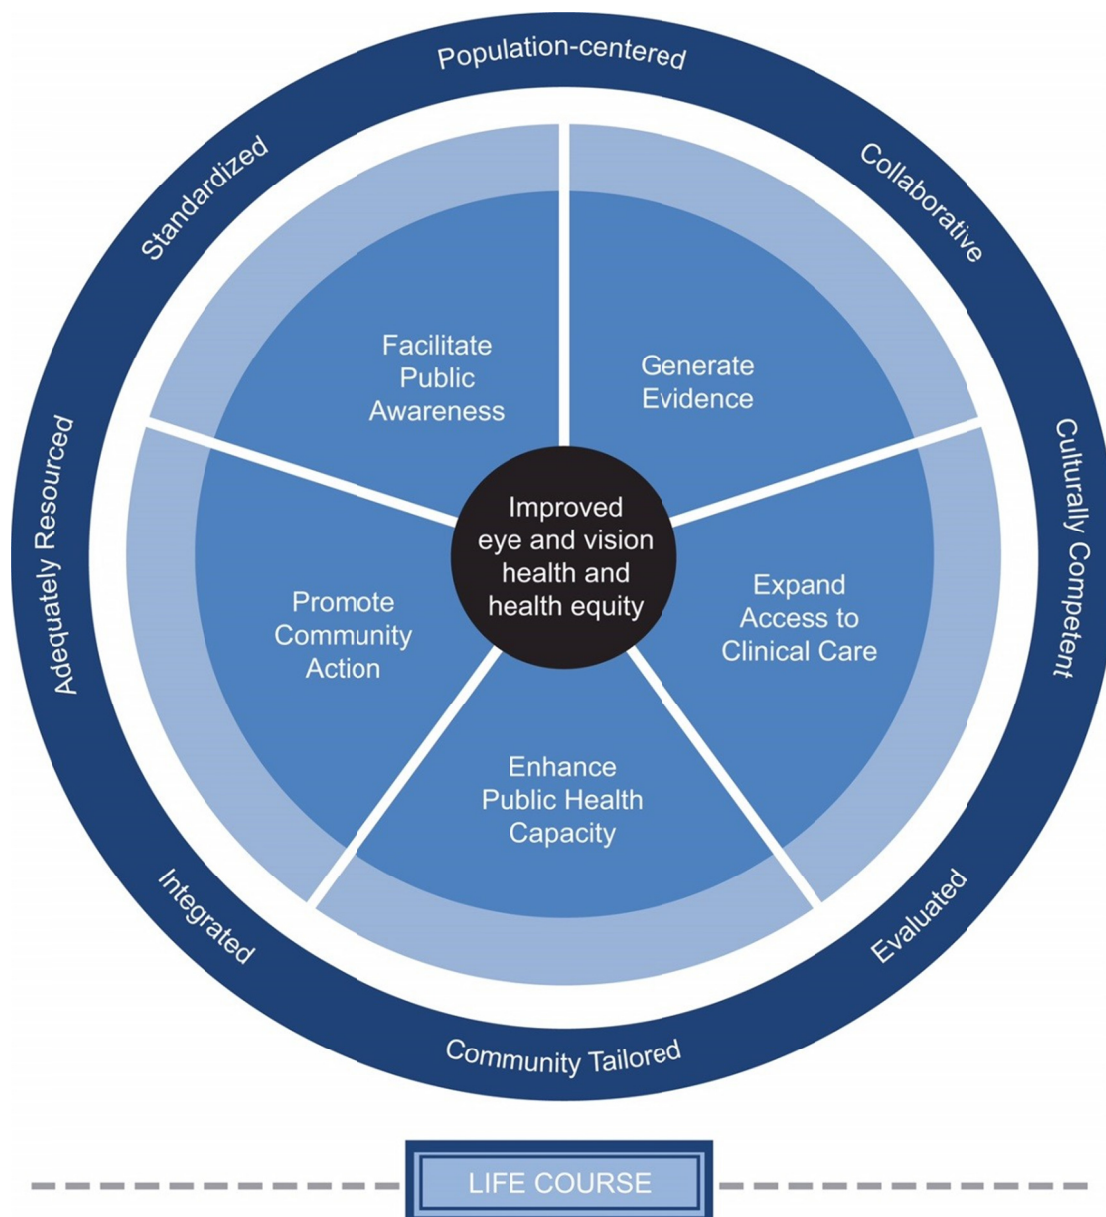 Population-centered
Collaborative
Culturally Competent
Evaluated
Community Tailored
Integrated
Adequately Resourced
Standardized
Facilitate
Public
Awareness
Generate
Evidence
Expand
Access to
Clinical Care
Enhance
Public Health
Capacity
Promote
Community
Action
Improved
eye and vision
health and
health equity
LIFE COURSE